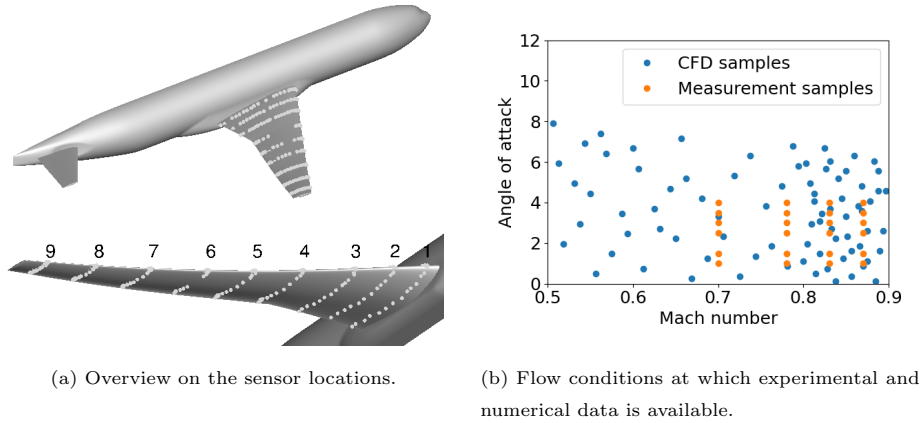 9 8 7 6 5 4 3 2 1
12
10
8
6
4
2
0
Angle of attack
CFD samples
Measurement samples
0.5 0.6 0.7 0.8 0.9
Mach number
(a) Overview on the sensor locations.
(b) Flow conditions at which experimental and
numerical data is available.